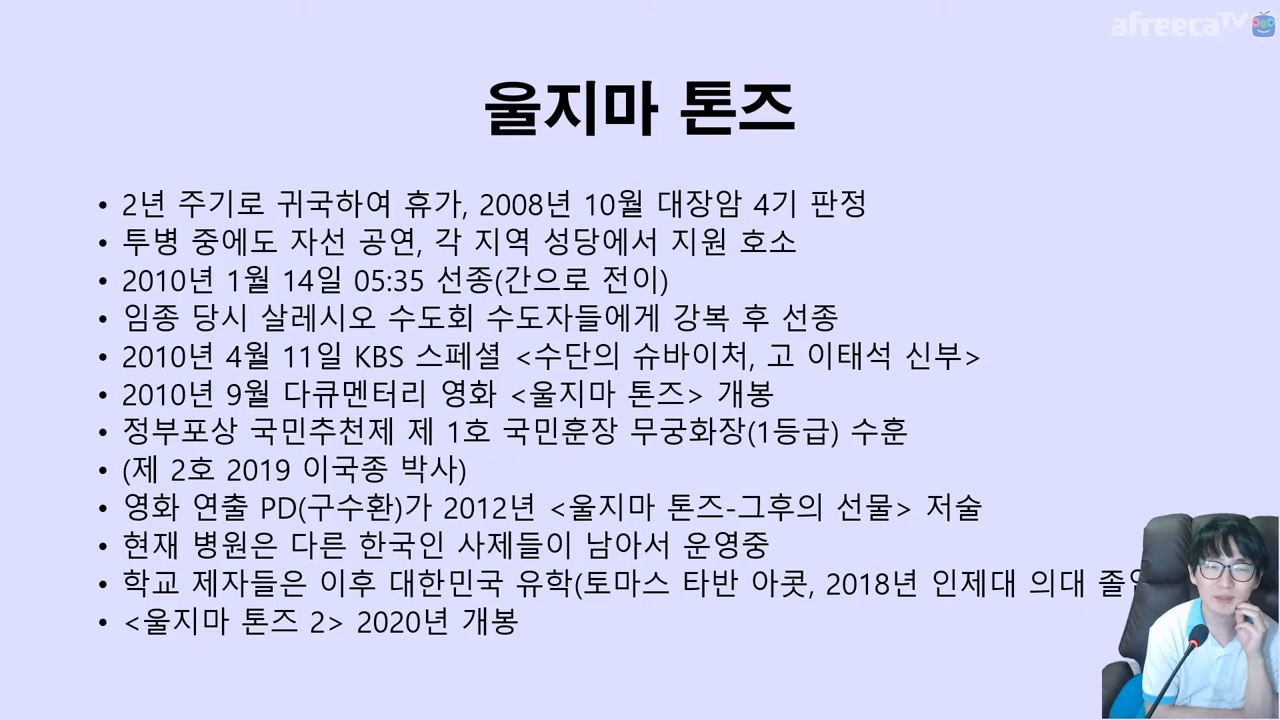 afreecaTV
울지마 톤즈
• 2년 주기로 귀국하여 휴가, 2008년 10월 대장암 4기 판정
• 투병 중에도 자선 공연, 각 지역 성당에서 지원 호소
• 2010년 1월 14일 05:35 선종(간으로 전이)
• 임종 당시 살레시오 수도회 수도자들에게 강복 후 선종
• 2010년 4월 11일 KBS 스페셜 <수단의 슈바이처, 고 이태석 신부>
• 2010년 9월 다큐멘터리 영화 <울지마 톤즈> 개봉
• 정부포상 국민추천제 제 1호 국민훈장 무궁화장(1등급) 수훈
• (제 2호 2019 이국종 박사)
• 영화 연출 PD(구수환)가 2012년 <울지마 톤즈-그후의 선물> 저술
• 현재 병원은 다른 한국인 사제들이 남아서 운영중
• 학교 제자들은 이후 대한민국 유학(토마스 타반 아콧, 2018년 인제대 의대
• <울지마 톤즈 2> 2020년 개봉